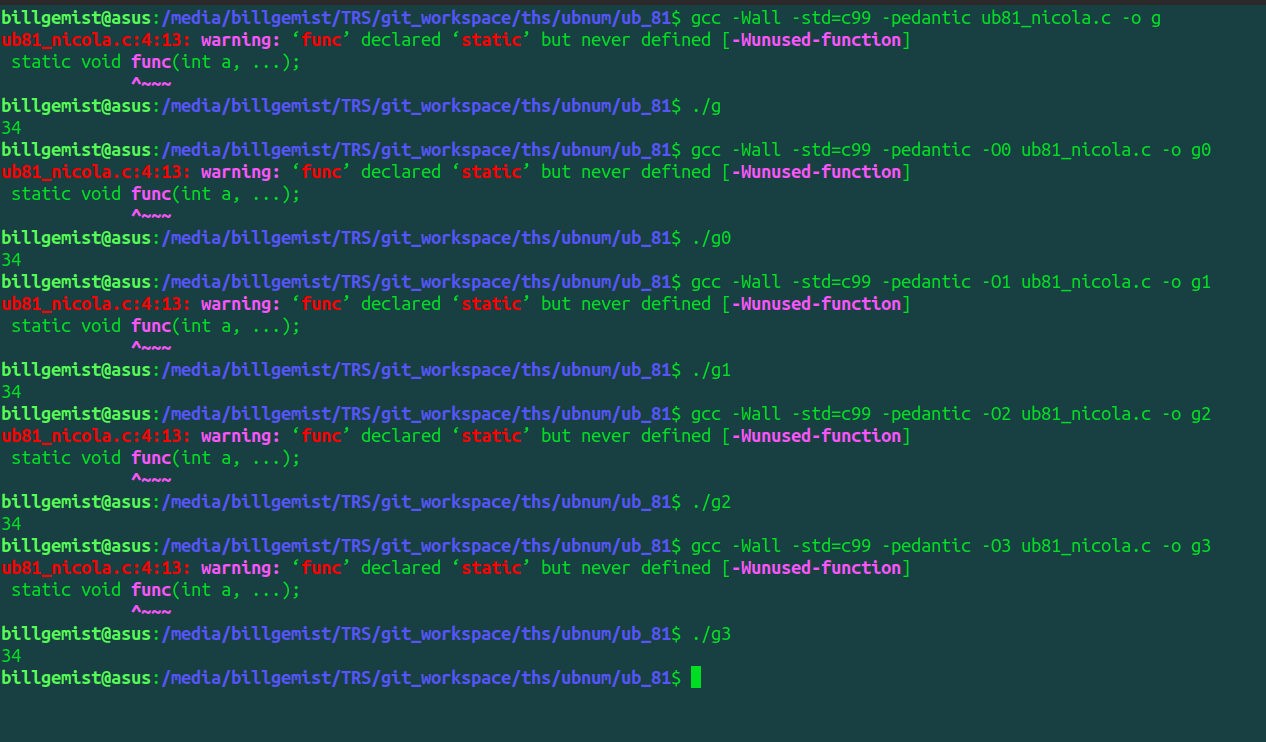 billgemist@asus:/media/billgemist/TRS/git_workspace/ths/ubnum/ub_81$ gcc -Wall -std=c99 -pedantic ub81_nicola.c -o g
ub81_nicola.c:4:13: warning: ‘func’ declared ‘static’ but never defined [-Wunused-function]
 static void func(int a, ...);
             ^~~~
billgemist@asus:/media/billgemist/TRS/git_workspace/ths/ubnum/ub_81$ ./g
34
billgemist@asus:/media/billgemist/TRS/git_workspace/ths/ubnum/ub_81$ gcc -Wall -std=c99 -pedantic -O0 ub81_nicola.c -o g0
ub81_nicola.c:4:13: warning: ‘func’ declared ‘static’ but never defined [-Wunused-function]
 static void func(int a, ...);
             ^~~~
billgemist@asus:/media/billgemist/TRS/git_workspace/ths/ubnum/ub_81$ ./g0
34
billgemist@asus:/media/billgemist/TRS/git_workspace/ths/ubnum/ub_81$ gcc -Wall -std=c99 -pedantic -O1 ub81_nicola.c -o g1
ub81_nicola.c:4:13: warning: ‘func’ declared ‘static’ but never defined [-Wunused-function]
 static void func(int a, ...);
             ^~~~
billgemist@asus:/media/billgemist/TRS/git_workspace/ths/ubnum/ub_81$ ./g1
34
billgemist@asus:/media/billgemist/TRS/git_workspace/ths/ubnum/ub_81$ gcc -Wall -std=c99 -pedantic -O2 ub81_nicola.c -o g2
ub81_nicola.c:4:13: warning: ‘func’ declared ‘static’ but never defined [-Wunused-function]
 static void func(int a, ...);
             ^~~~
billgemist@asus:/media/billgemist/TRS/git_workspace/ths/ubnum/ub_81$ ./g2
34
billgemist@asus:/media/billgemist/TRS/git_workspace/ths/ubnum/ub_81$ gcc -Wall -std=c99 -pedantic -O3 ub81_nicola.c -o g3
ub81_nicola.c:4:13: warning: ‘func’ declared ‘static’ but never defined [-Wunused-function]
 static void func(int a, ...);
             ^~~~
billgemist@asus:/media/billgemist/TRS/git_workspace/ths/ubnum/ub_81$ ./g3
34
billgemist@asus:/media/billgemist/TRS/git_workspace/ths/ubnum/ub_81$